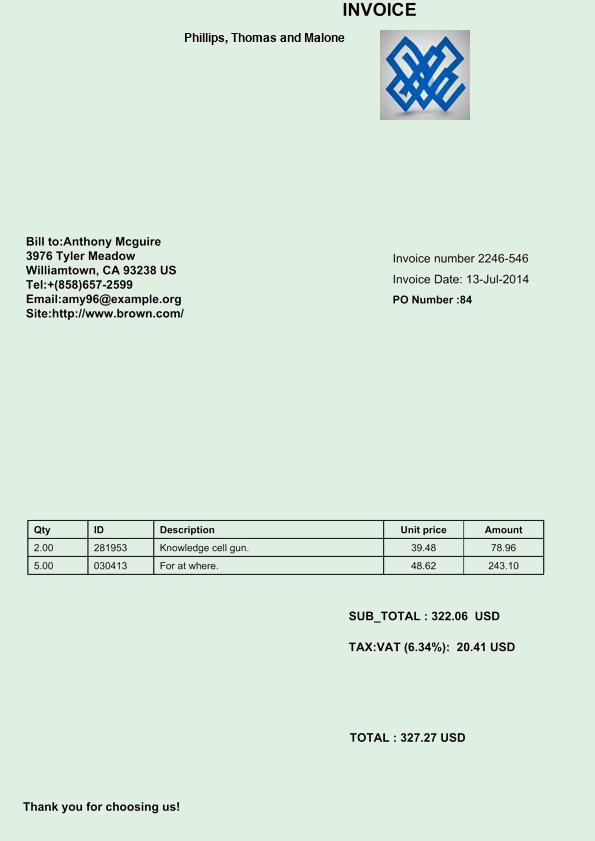 INVOICE
Phillips, Thomas and Malone
Bill to:Anthony Mcguire
3976 Tyler Meadow
Williamtown, CA 93238 US
Tel:+(858)657-2599
Email:amy96@example.org
Site:http://www.brown.com/
Invoice number 2246-546
Invoice Date: 13-Jul-2014
PO Number :84
Qty ID Description Unit price Amount
2.00 281953 Knowledge cell gun. 39.48 78.96
5.00 030413 For at where. 48.62 243.10
SUB_TOTAL : 322.06 USD
TAX:VAT (6.34%): 20.41 USD
TOTAL : 327.27 USD
Thank you for choosing us!